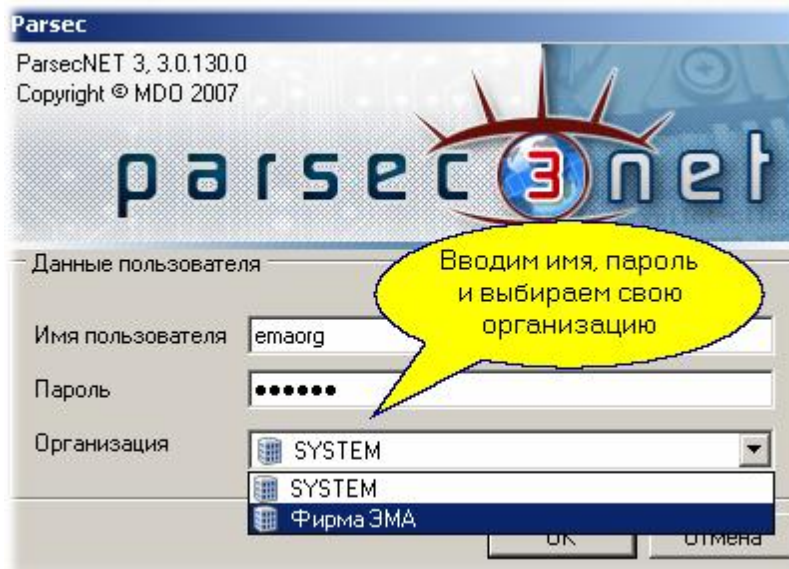 Parsec
ParsecNET 3, 3.0.130.0
Copyright © MDO 2007
parsec 3 net
Данные пользователя
Вводим имя, пароль
и выбираем свою
организацию
Имя пользователя
emaorg
Пароль
●●●●●●
Организация
SYSTEM
SYSTEM
Фирма ЭМА
OK
Отмена